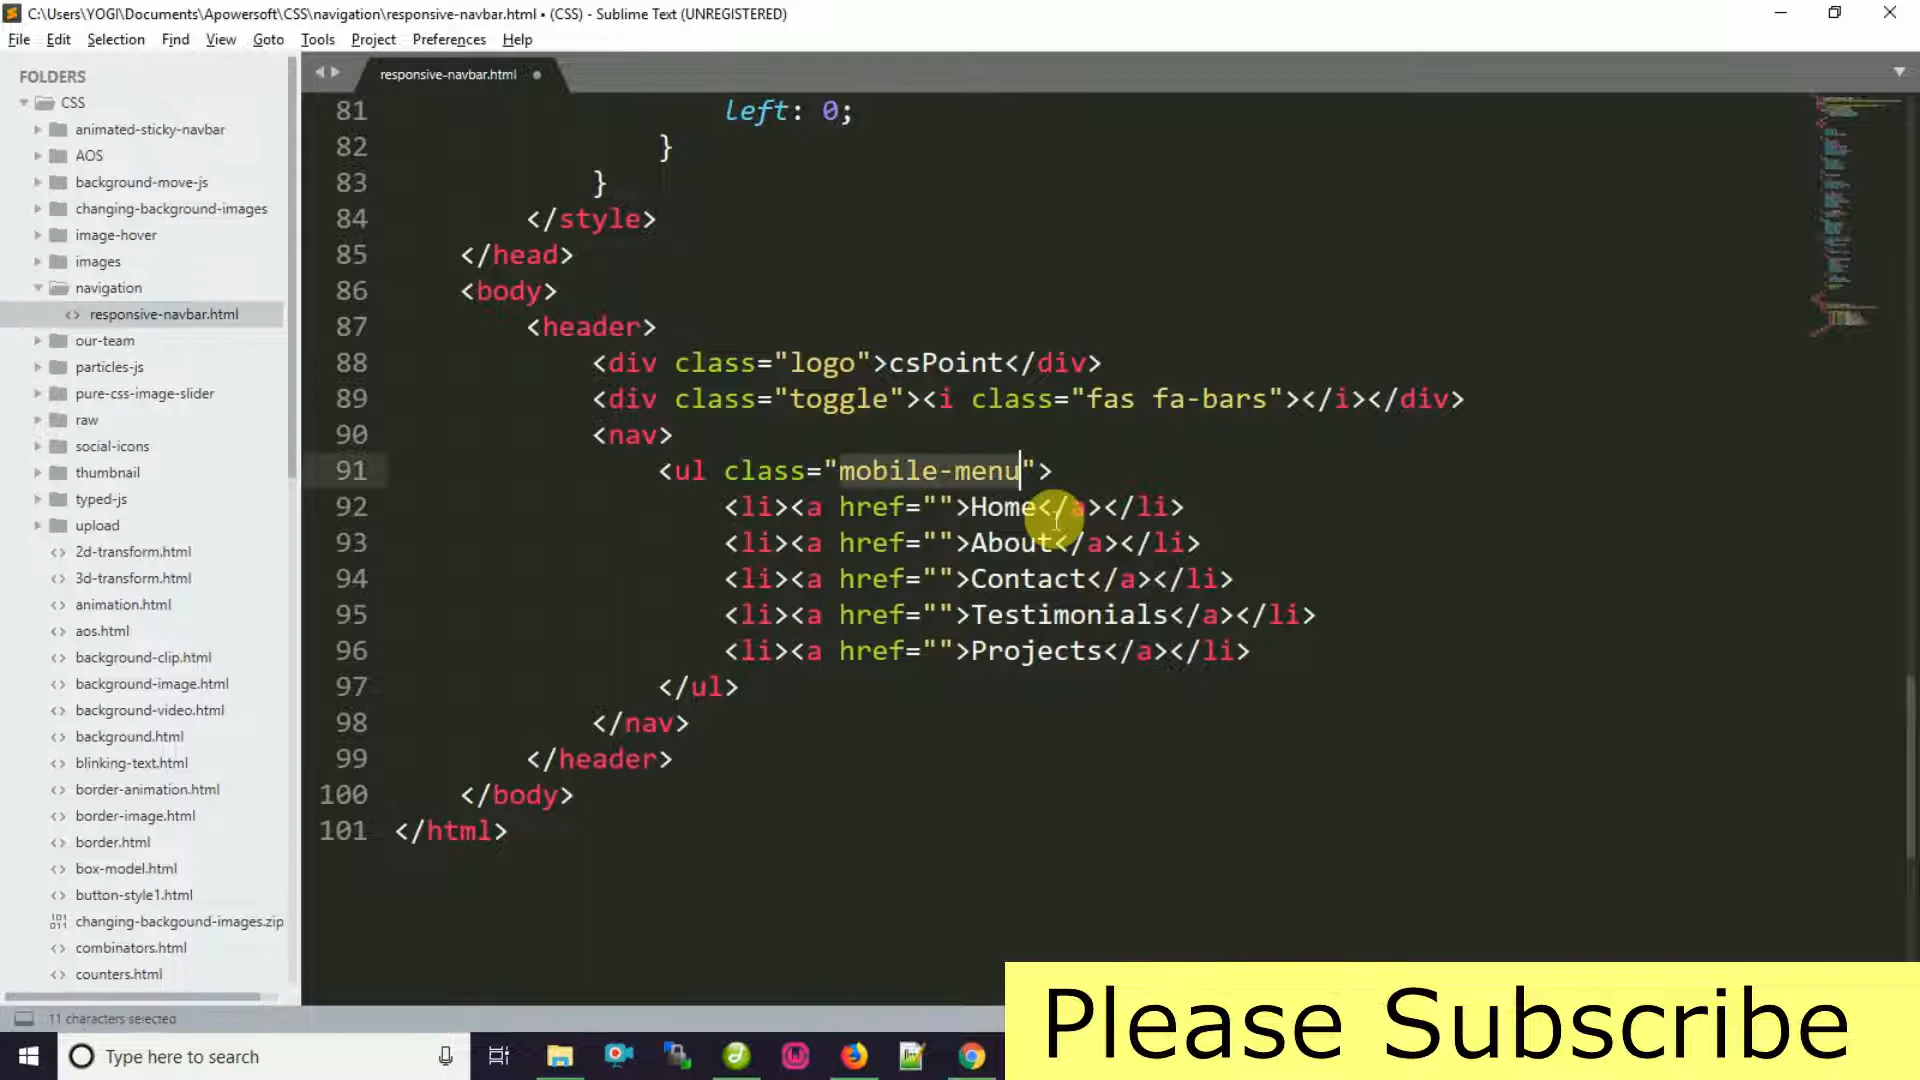 C:\Users\YOGI\Documents\Apowersoft\CSS\navigation\responsive-navbar.html • (CSS) - Sublime Text (UNREGISTERED)
File Edit Selection Find View Goto Tools Project Preferences Help
FOLDERS
CSS
animated-sticky-navbar
AOS
background-move-js
changing-background-images
image-hover
images
navigation
responsive-navbar.html
our-team
particles-js
pure-css-image-slider
raw
social-icons
thumbnail
typed-js
upload
2d-transform.html
3d-transform.html
animation.html
aos.html
background-clip.html
background-image.html
background-video.html
background.html
blinking-text.html
border-animation.html
border-image.html
border.html
box-model.html
button-style1.html
changing-backgound-images.zip
combinators.html
counters.html
responsive-navbar.html
81 left: 0;
82 }
83 }
84 </style>
85 </head>
86 <body>
87 <header>
88 <div class="logo">csPoint</div>
89 <div class="toggle"><i class="fas fa-bars"></i></div>
90 <nav>
91 <ul class="mobile-menu">
92 <li><a href="">Home</a></li>
93 <li><a href="">About</a></li>
94 <li><a href="">Contact</a></li>
95 <li><a href="">Testimonials</a></li>
96 <li><a href="">Projects</a></li>
97 </ul>
98 </nav>
99 </header>
100 </body>
101 </html>
11 characters selected
Please Subscribe
Type here to search